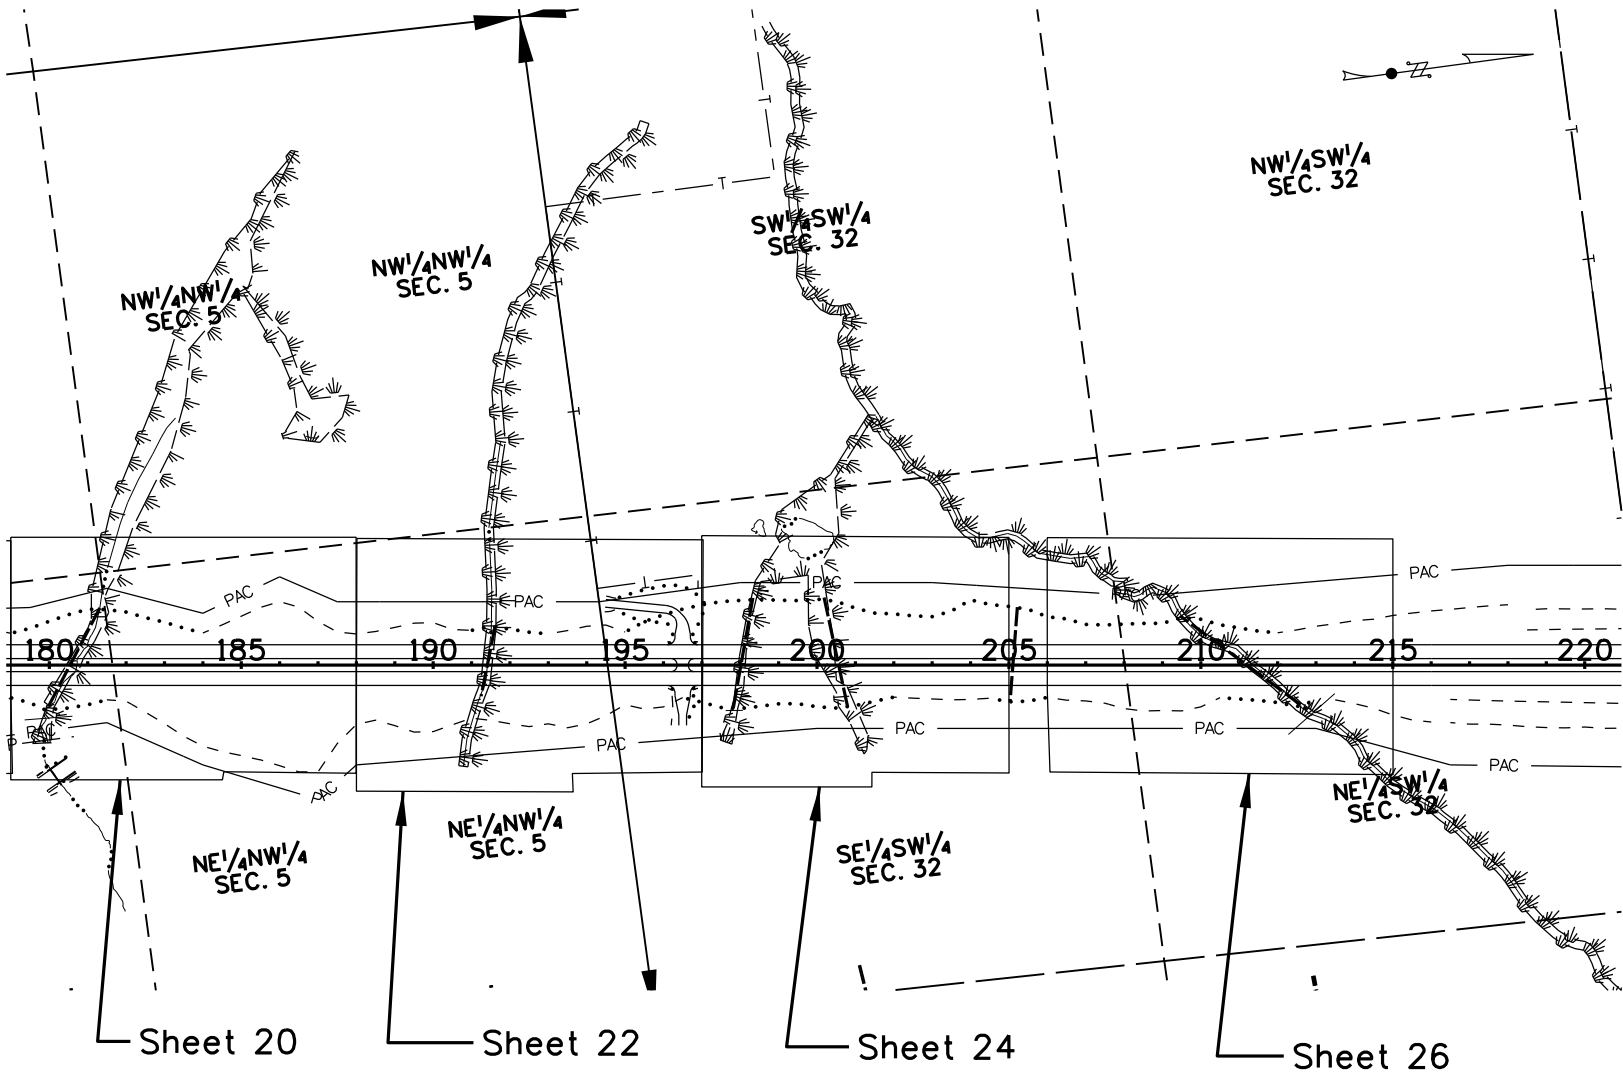 N
NW1/4SW1/4
SEC. 32
SW1/4SW1/4
SEC. 32
NW1/4NW1/4
SEC. 5
NW1/4NW1/4
SEC. 5
T
T
T
T
T
T
T
T
T
T
PAC
PAC
PAC
PAC
180 185 190 195 200 205 210 215 220
PAC
P
PAC
PAC
PAC
PAC
PAC
NE1/4SW1/4
SEC. 32
NE1/4NW1/4
SEC. 5
NE1/4NW1/4
SEC. 5
SE1/4SW1/4
SEC. 32
Sheet 20
Sheet 22
Sheet 24
Sheet 26